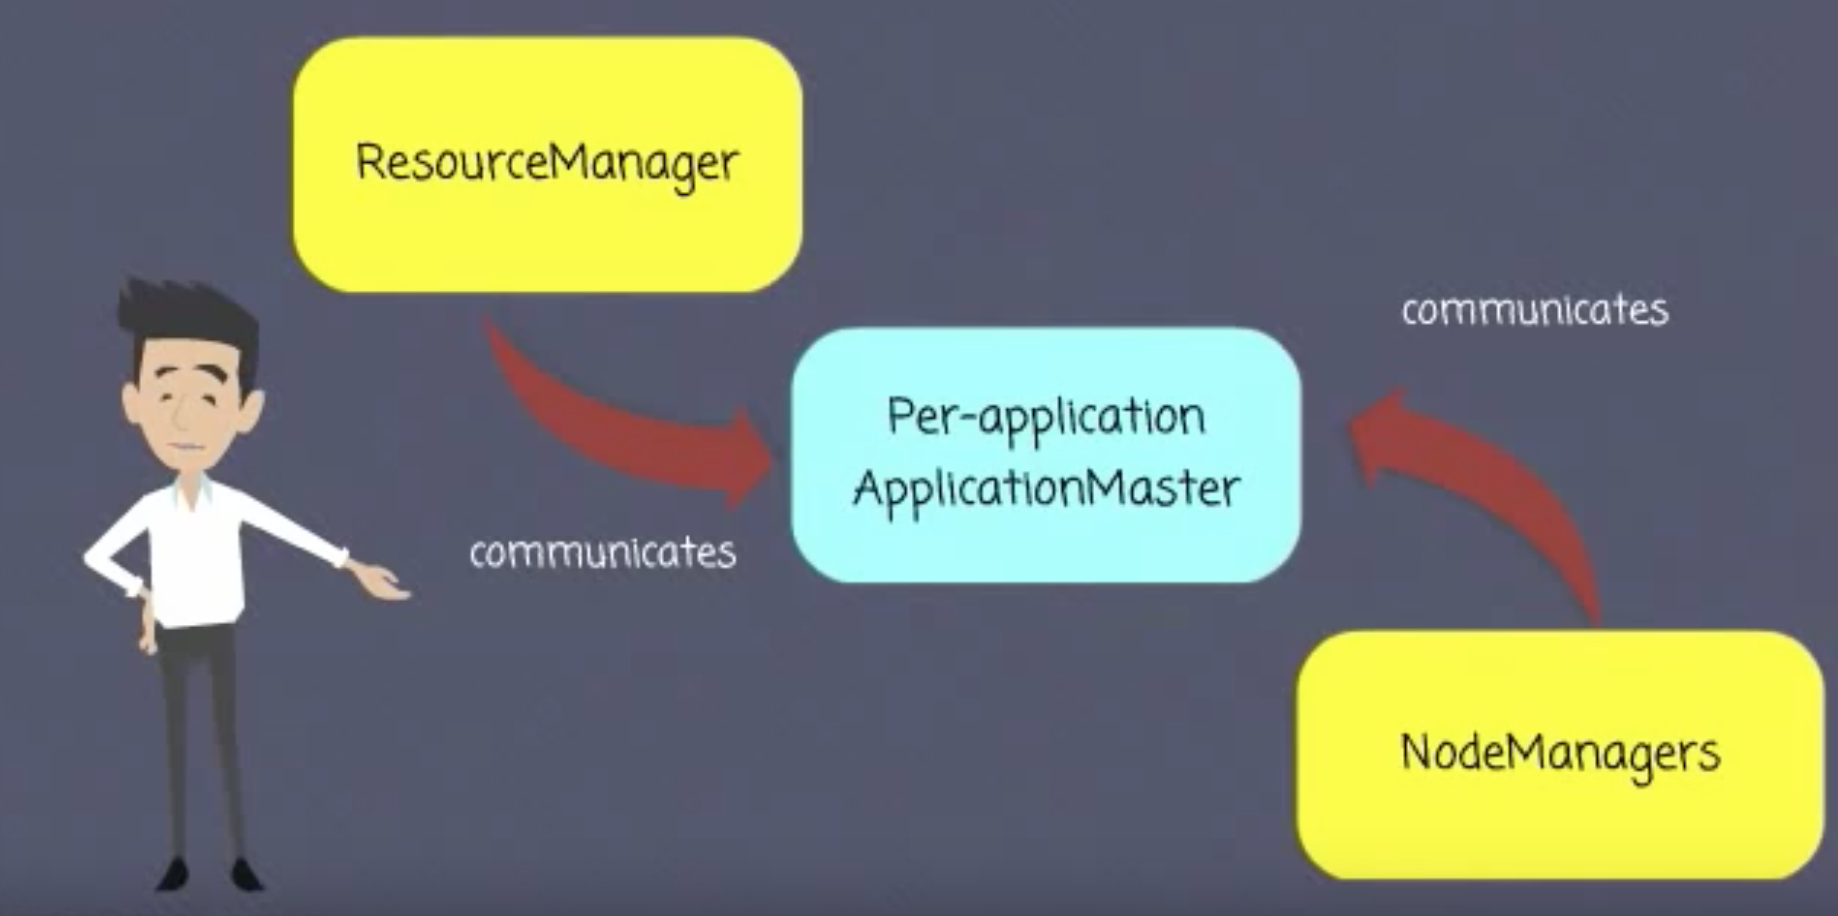 ResourceManager
communicates
Per-application
ApplicationMaster
communicates
NodeManagers